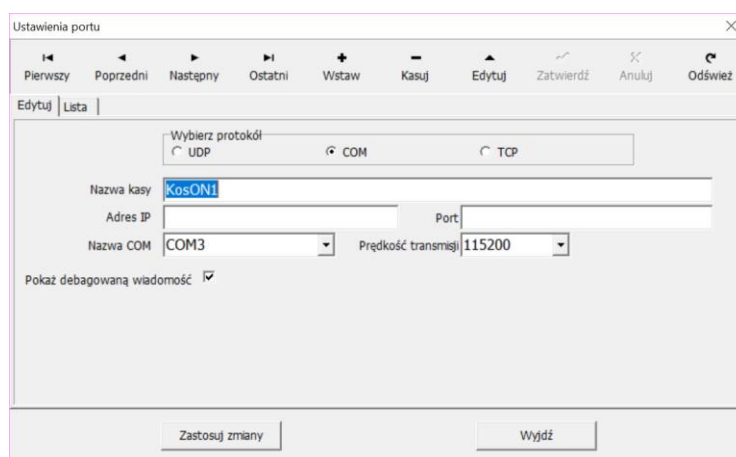 Ustawienia portu
Pierwszy Poprzedni Następny Ostatni Wstaw Kasuj Edytuj Zatwierdź Anuluj Odśwież
Edytuj Lista
Wybierz protokół
UDP COM TCP
Nazwa kasy KosON1
Adres IP Port
Nazwa COM COM3 Prędkość transmisji 115200
Pokaż debagowaną wiadomość
Zastosuj zmiany Wyjdź